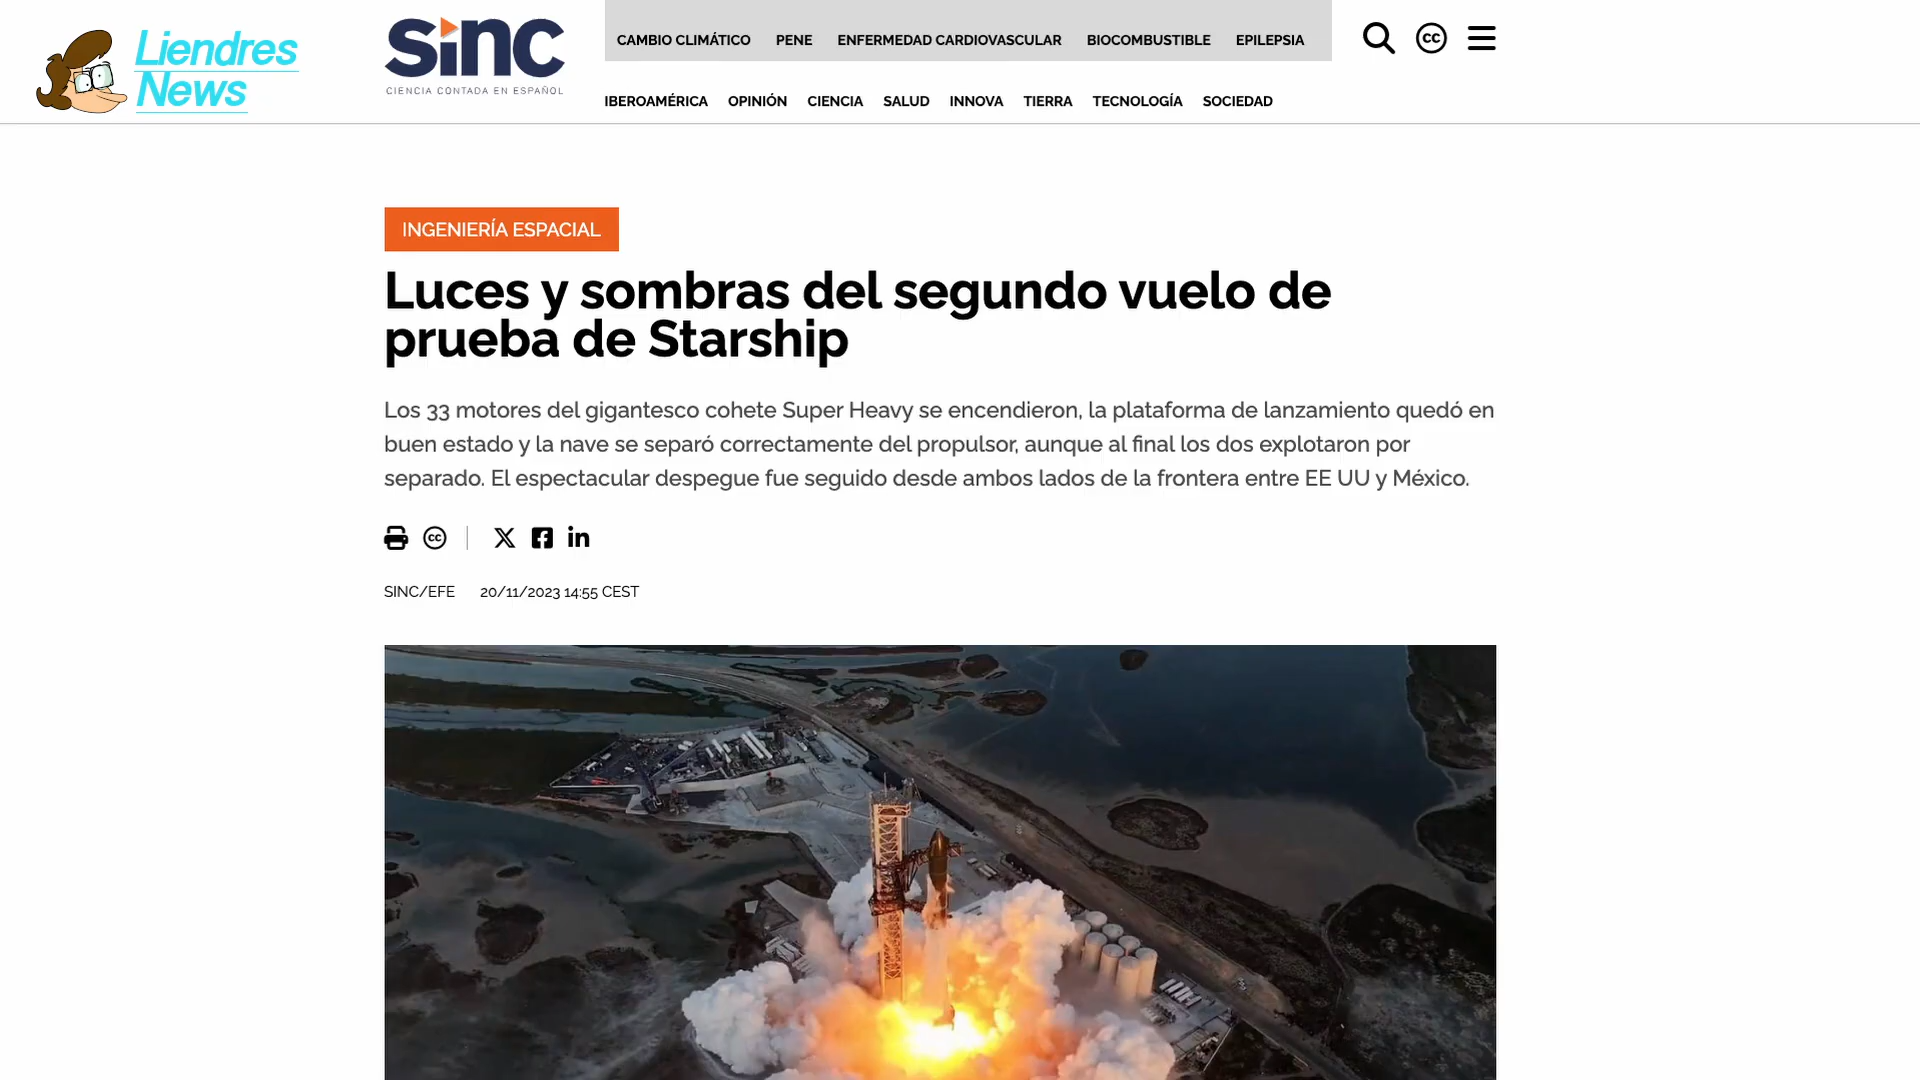 Liendres
News
sinc
CIENCIA CONTADA EN ESPAÑOL
CAMBIO CLIMÁTICO PENE ENFERMEDAD CARDIOVASCULAR BIOCOMBUSTIBLE EPILEPSIA
cc
IBEROAMÉRICA OPINIÓN CIENCIA SALUD INNOVA TIERRA TECNOLOGÍA SOCIEDAD
INGENIERÍA ESPACIAL
Luces y sombras del segundo vuelo de
prueba de Starship
Los 33 motores del gigantesco cohete Super Heavy se encendieron, la plataforma de lanzamiento quedó en
buen estado y la nave se separó correctamente del propulsor, aunque al final los dos explotaron por
separado. El espectacular despegue fue seguido desde ambos lados de la frontera entre EE UU y México.
cc X f in
SINC/EFE 20/11/2023 14:55 CEST